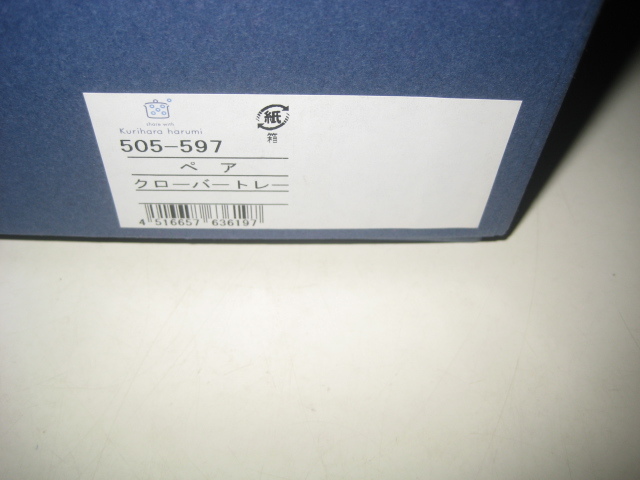 share with
Kurihara harumi
紙
箱
505-597
ペア
クローバートレー
4 516657 636197